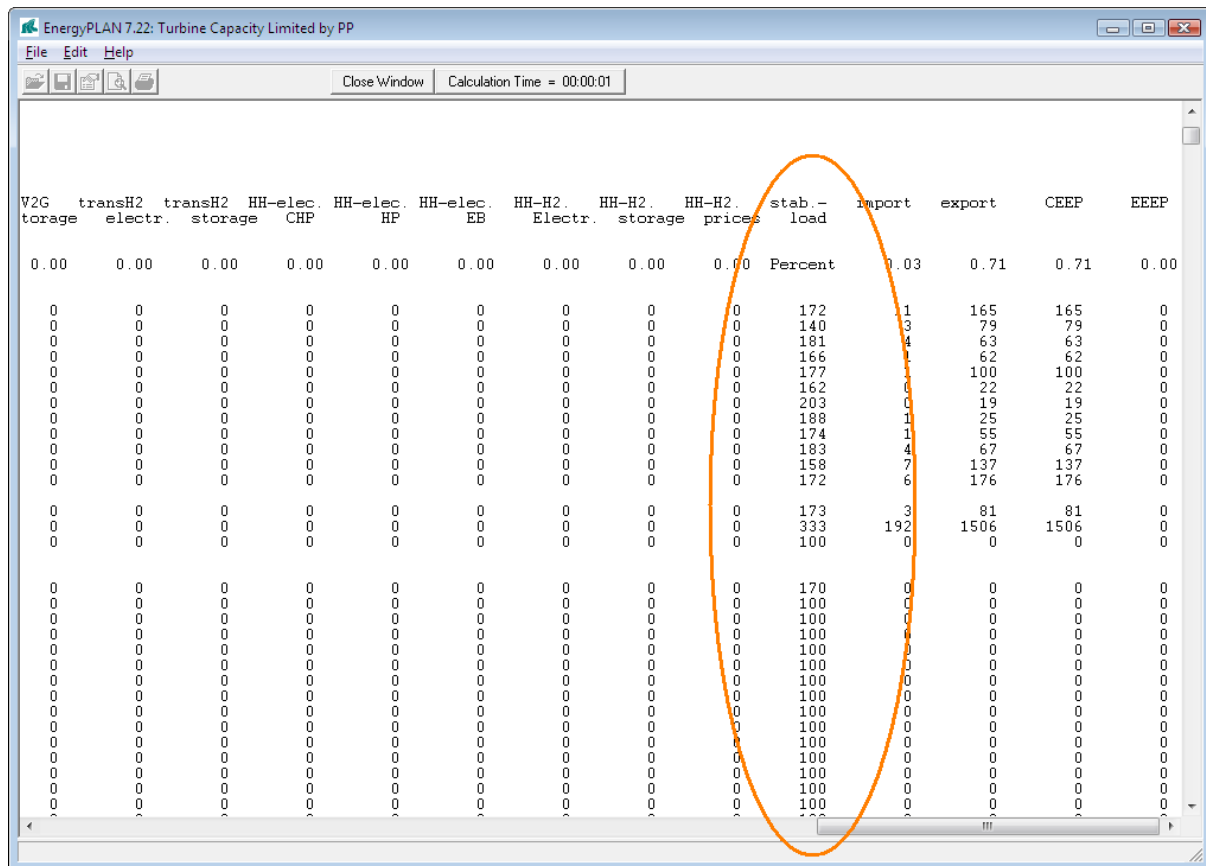 EnergyPLAN 7.22: Turbine Capacity Limited by PP
File Edit Help
Close Window Calculation Time = 00:00:01
V2G transH2 transH2 HH-elec. HH-elec. HH-elec. HH-H2. HH-H2. HH-H2. stab.- import export CEEP EEEP
torage electr. storage CHP HP EB Electr. storage prices load
0.00 0.00 0.00 0.00 0.00 0.00 0.00 0.00 0.00 Percent 0.03 0.71 0.71 0.00
0 0 0 0 0 0 0 0 0 172 11 165 165 0
0 0 0 0 0 0 0 0 0 140 3 79 79 0
0 0 0 0 0 0 0 0 0 181 4 63 63 0
0 0 0 0 0 0 0 0 0 166 1 62 62 0
0 0 0 0 0 0 0 0 0 177 1 100 100 0
0 0 0 0 0 0 0 0 0 162 0 22 22 0
0 0 0 0 0 0 0 0 0 203 0 19 19 0
0 0 0 0 0 0 0 0 0 188 1 25 25 0
0 0 0 0 0 0 0 0 0 174 1 55 55 0
0 0 0 0 0 0 0 0 0 183 4 67 67 0
0 0 0 0 0 0 0 0 0 158 7 137 137 0
0 0 0 0 0 0 0 0 0 172 6 176 176 0
0 0 0 0 0 0 0 0 0 173 3 81 81 0
0 0 0 0 0 0 0 0 0 333 192 1506 1506 0
0 0 0 0 0 0 0 0 0 100 0 0 0 0
0 0 0 0 0 0 0 0 0 170 0 0 0 0
0 0 0 0 0 0 0 0 0 100 0 0 0 0
0 0 0 0 0 0 0 0 0 100 0 0 0 0
0 0 0 0 0 0 0 0 0 100 0 0 0 0
0 0 0 0 0 0 0 0 0 100 0 0 0 0
0 0 0 0 0 0 0 0 0 100 0 0 0 0
0 0 0 0 0 0 0 0 0 100 0 0 0 0
0 0 0 0 0 0 0 0 0 100 0 0 0 0
0 0 0 0 0 0 0 0 0 100 0 0 0 0
0 0 0 0 0 0 0 0 0 100 0 0 0 0
0 0 0 0 0 0 0 0 0 100 0 0 0 0
0 0 0 0 0 0 0 0 0 100 0 0 0 0
0 0 0 0 0 0 0 0 0 100 0 0 0 0
0 0 0 0 0 0 0 0 0 100 0 0 0 0
0 0 0 0 0 0 0 0 0 100 0 0 0 0